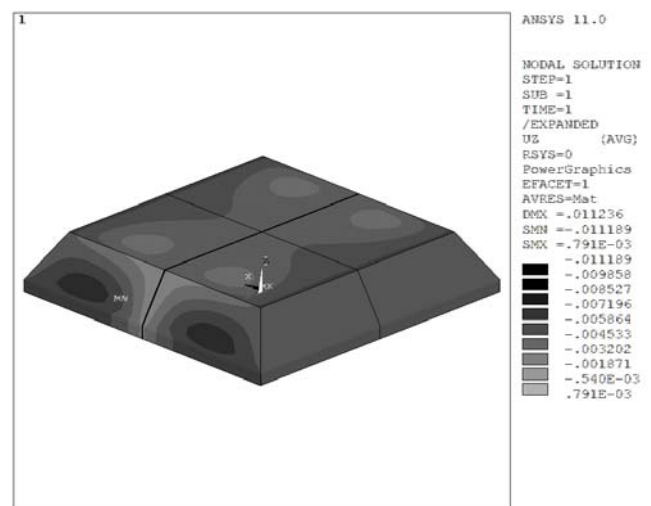 1
ANSYS 11.0
NODAL SOLUTION
STEP=1
SUB =1
TIME=1
/EXPANDED
UZ (AVG)
RSYS=0
PowerGraphics
EFACET=1
AVRES=Mat
DMX =.011236
SMN =-.011189
SMX =.791E-03
-.011189
-.009858
-.008527
-.007196
-.005864
-.004533
-.003202
-.001871
-.540E-03
.791E-03
X
MN